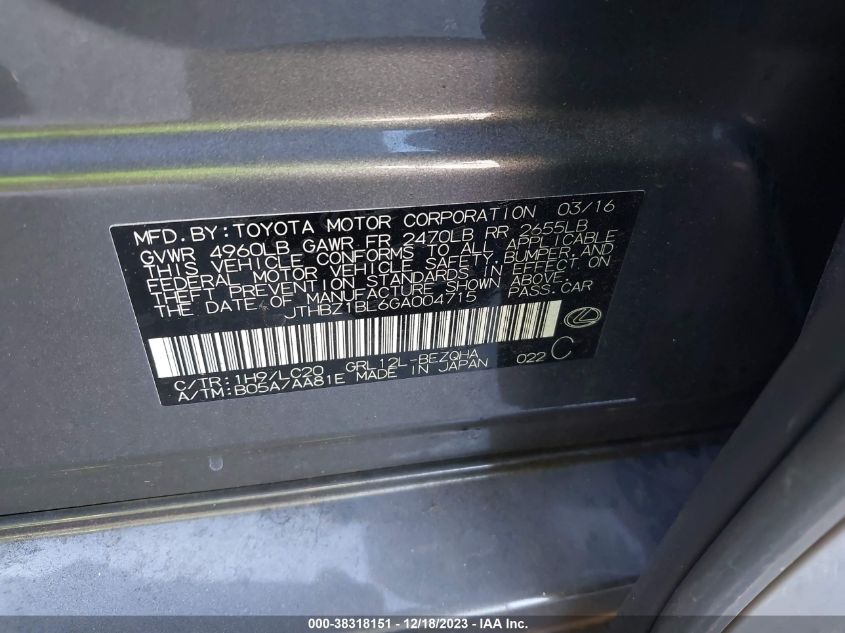 MFD.BY:TOYOTA MOTOR CORPORATION 03/16
GVWR 4960LB GAWR FR 2470LB RR 2655LB
THIS VEHICLE CONFORMS TO ALL APPLICABLE
FEDERAL MOTOR VEHICLE SAFETY,BUMPER,AND
THEFT PREVENTION STANDARDS IN EFFECT ON
THE DATE OF MANUFACTURE SHOWN ABOVE.
JTHBZ1BL6GA004715 PASS.CAR
C/TR:1H9/LC20 GRL12L-BEZQHA 022 C
A/TM:B05A/AA81E MADE IN JAPAN
000-38318151 - 12/18/2023 - IAAI.com